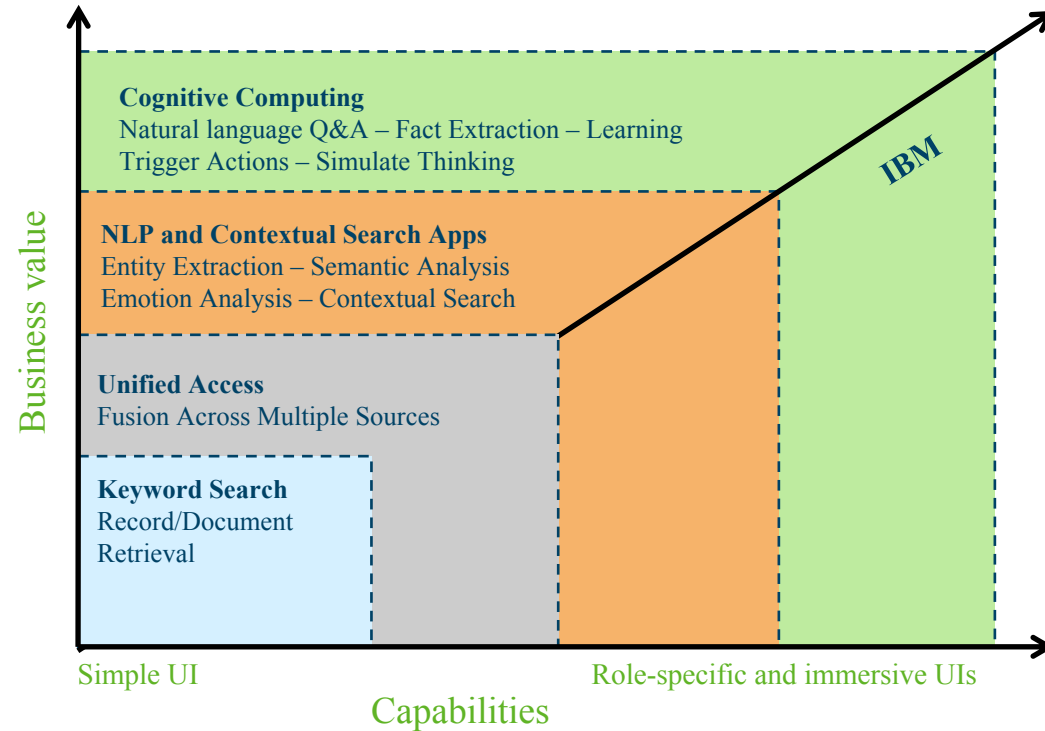 Cognitive Computing
Natural language Q&A – Fact Extraction – Learning
Trigger Actions – Simulate Thinking
IBM
NLP and Contextual Search Apps
Entity Extraction – Semantic Analysis
Emotion Analysis – Contextual Search
Business value
Unified Access
Fusion Across Multiple Sources
Keyword Search
Record/Document
Retrieval
Simple UI
Role-specific and immersive UIs
Capabilities